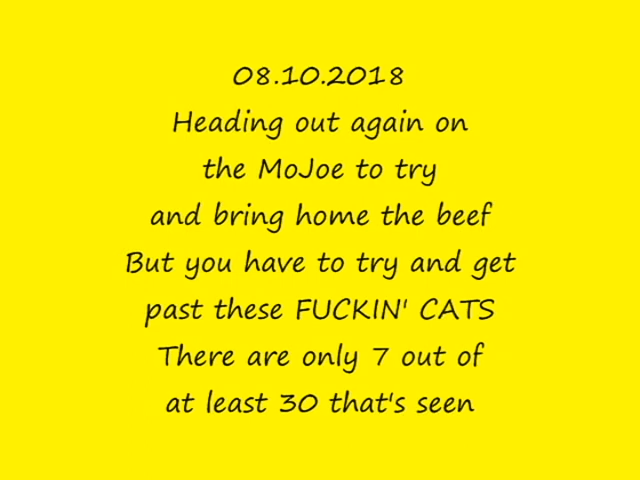 08.10.2018
Heading out again on
the MoJoe to try
and bring home the beef
But you have to try and get
past these FUCKIN' CATS
There are only 7 out of
at least 30 that's seen